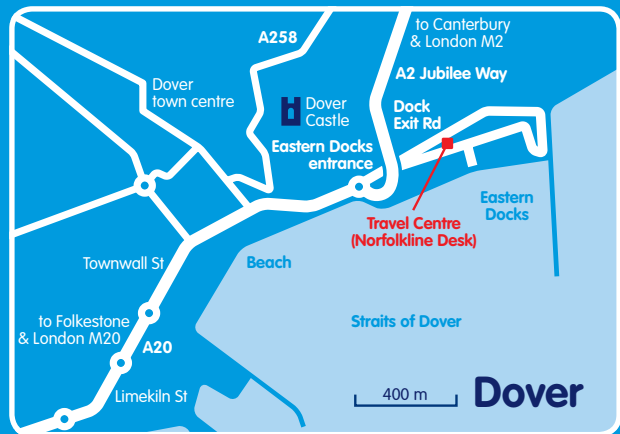 to Canterbury
& London M2
A258
A2 Jubilee Way
Dover
town centre
Dover
Castle
Dock
Exit Rd
Eastern Docks
entrance
Eastern
Docks
Travel Centre
(Norfolkline Desk)
Townwall St
Beach
to Folkestone
& London M20
A20
Straits of Dover
Limekiln St
400 m
Dover